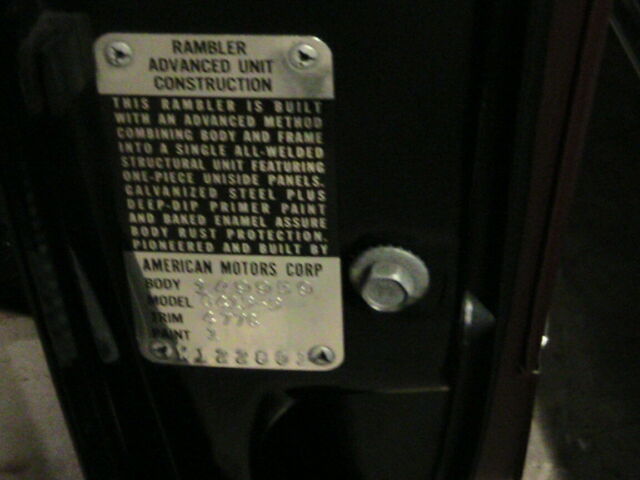 RAMBLER
ADVANCED UNIT
CONSTRUCTION
THIS RAMBLER IS BUILT
WITH AN ADVANCED METHOD
COMBINING BODY AND FRAME
INTO A SINGLE ALL-WELDED
STRUCTURAL UNIT FEATURING
ONE-PIECE UNISIDE PANELS.
GALVANIZED STEEL PLUS
DEEP-DIP PRIMER PAINT
AND BAKED ENAMEL ASSURE
BODY RUST PROTECTION.
PIONEERED AND BUILT BY
AMERICAN MOTORS CORP
BODY
MODEL
TRIM
PAINT